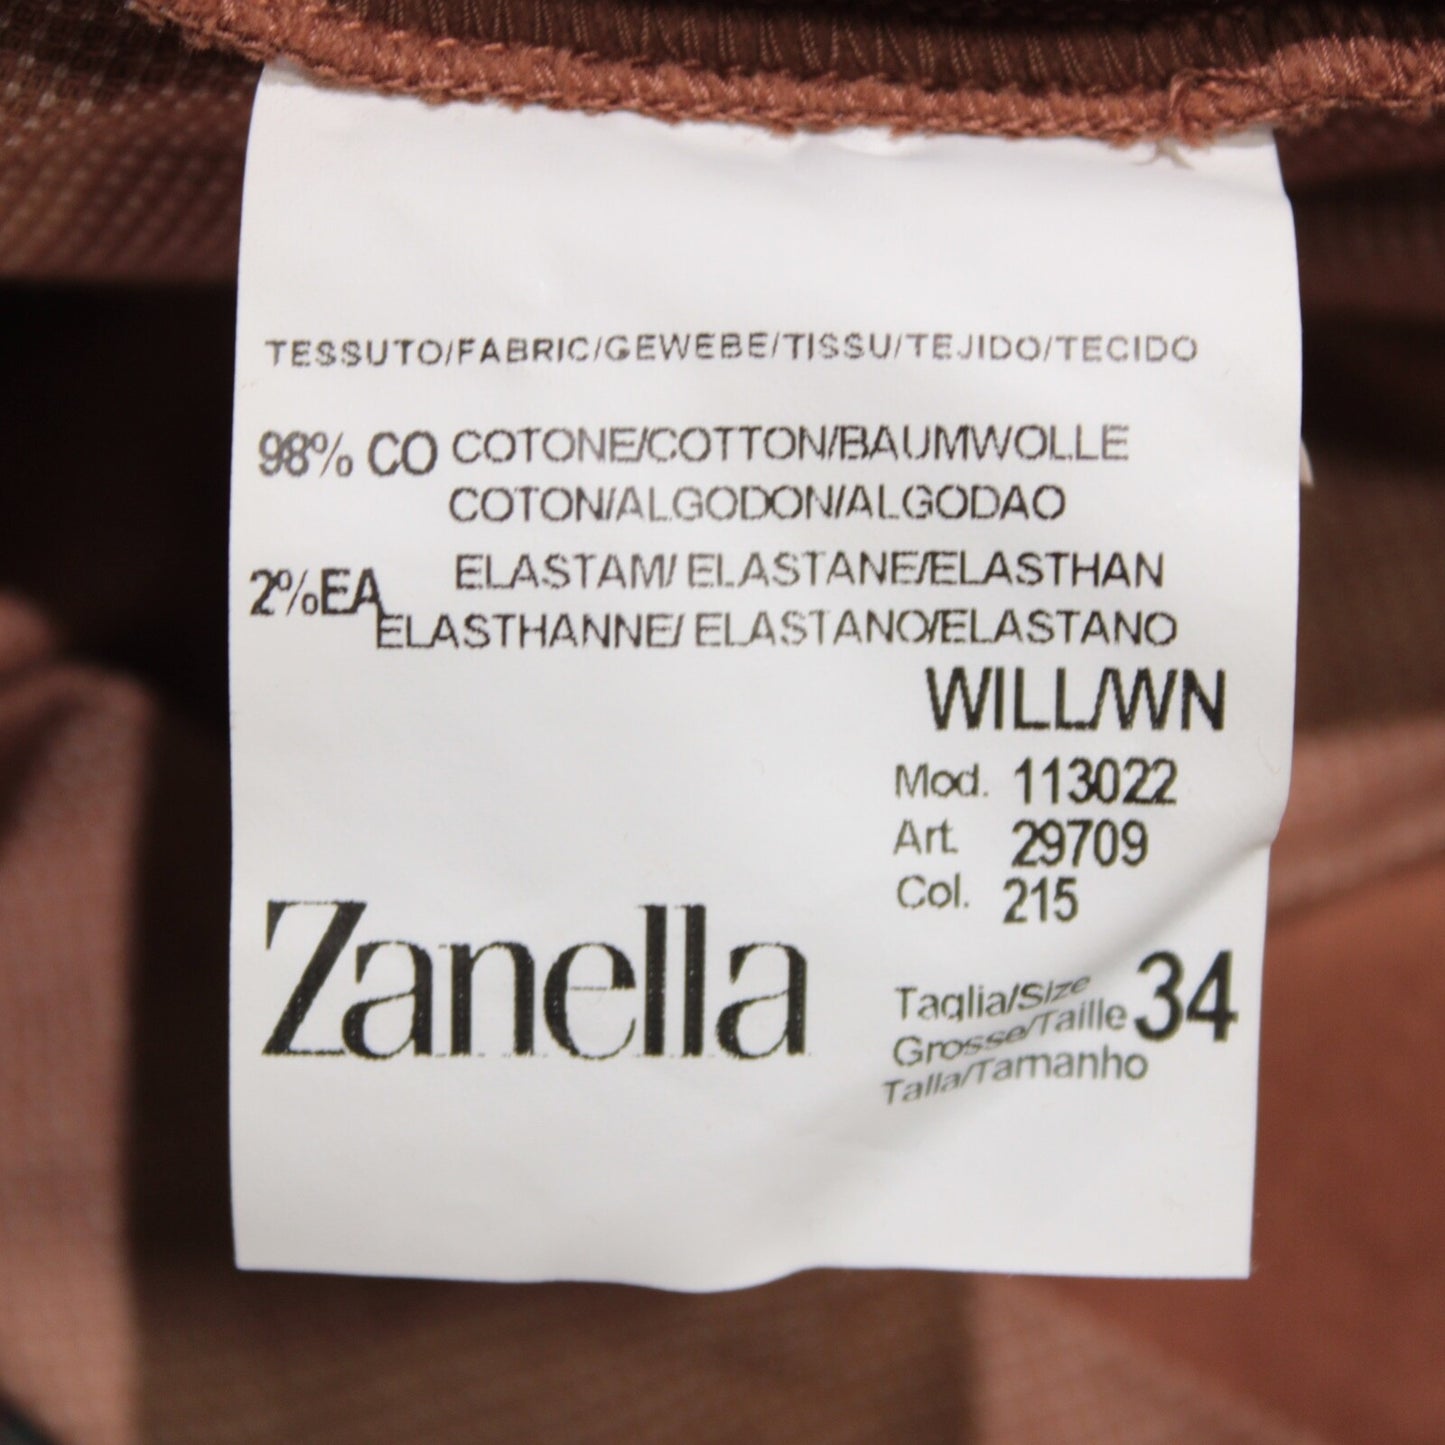 TESSUTO/FABRIC/GEWEBE/TISSU/TEJIDO/TECIDO
98% CO COTONE/COTTON/BAUMWOLLE
COTON/ALGODON/ALGODAO
2%EA ELASTAM/ ELASTANE/ELASTHAN
ELASTHANNE/ ELASTANO/ELASTANO
WILL/WN
Mod. 113022
Art. 29709
Col. 215
Zanella
Taglia/Size 34
Grosse/Taille
Talla/Tamanho